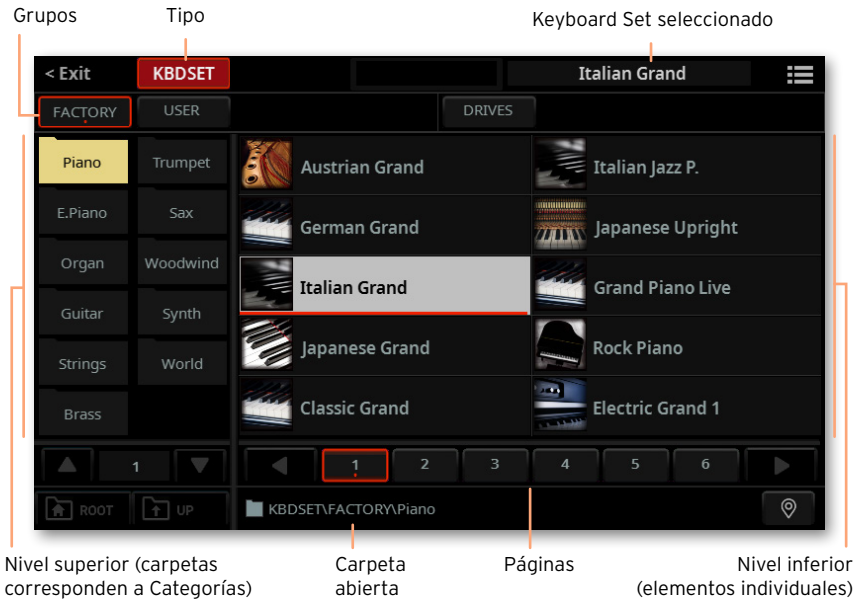 Grupos Tipo Keyboard Set seleccionado
< Exit KBDSET Italian Grand
FACTORY USER DRIVES
Piano Trumpet Austrian Grand Italian Jazz P.
E.Piano Sax German Grand Japanese Upright
Organ Woodwind Italian Grand Grand Piano Live
Guitar Synth Japanese Grand Rock Piano
Strings World Classic Grand Electric Grand 1
Brass
1 1 2 3 4 5 6
ROOT UP KBDSET\FACTORY\Piano
Nivel superior (carpetas Carpeta Páginas Nivel inferior
corresponden a Categorías) abierta (elementos individuales)